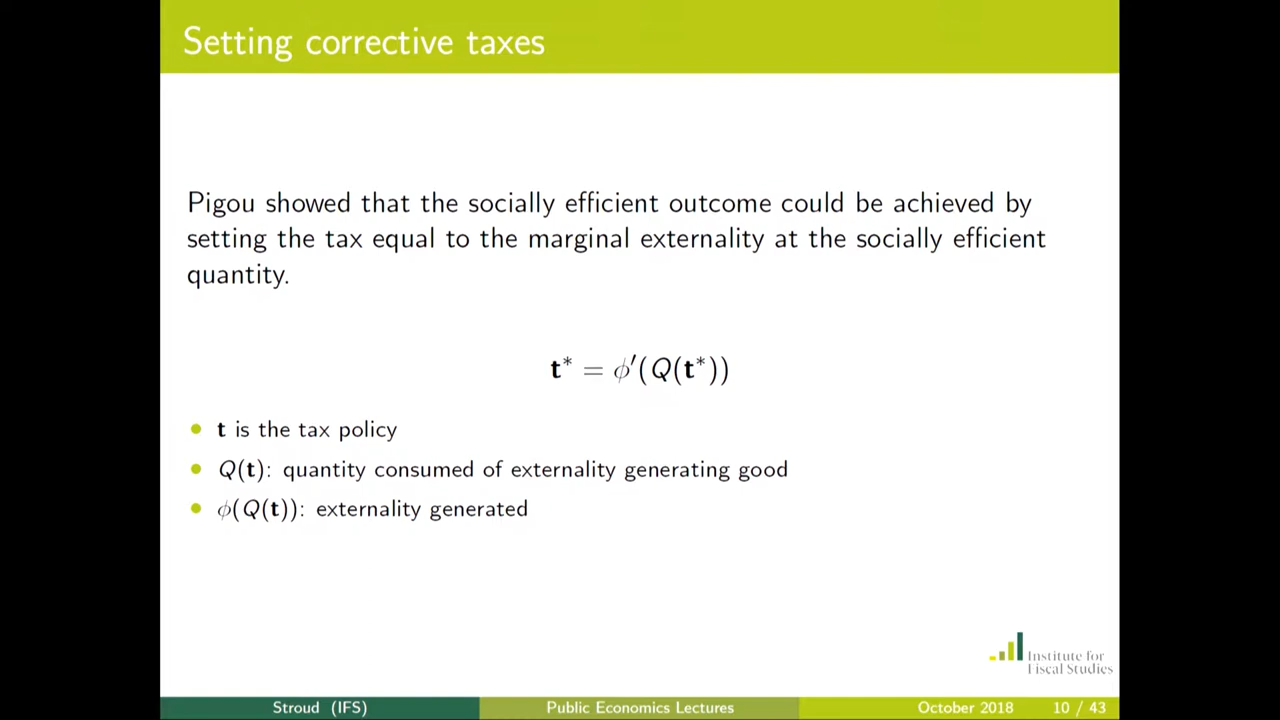 Setting corrective taxes
Pigou showed that the socially efficient outcome could be achieved by
setting the tax equal to the marginal externality at the socially efficient
quantity.
t* = ϕ′(Q(t*))
• t is the tax policy
• Q(t): quantity consumed of externality generating good
• ϕ(Q(t)): externality generated
Institute for
Fiscal Studies
Stroud (IFS) Public Economics Lectures October 2018 10 / 43